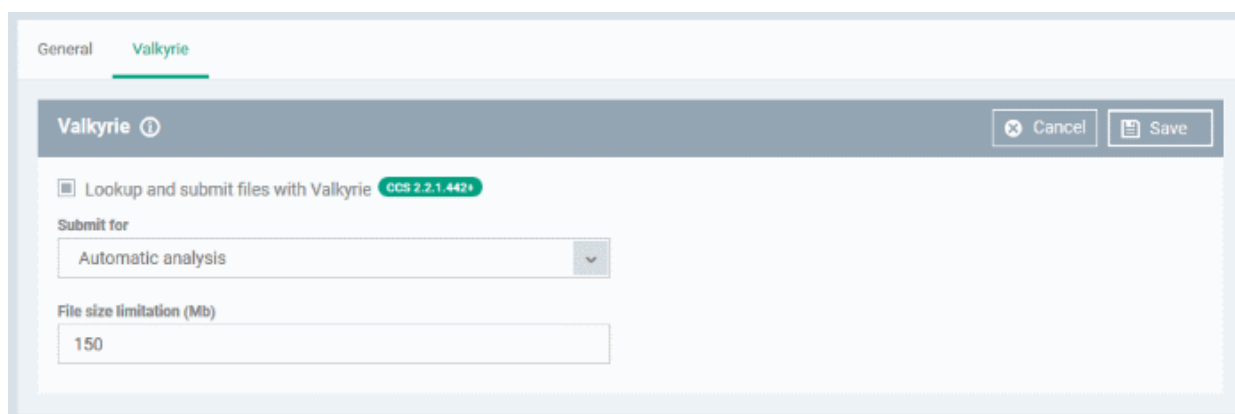 General Valkyrie
Valkyrie
Cancel Save
Lookup and submit files with Valkyrie CCS 2.2.1.442+
Submit for
Automatic analysis
File size limitation (Mb)
150